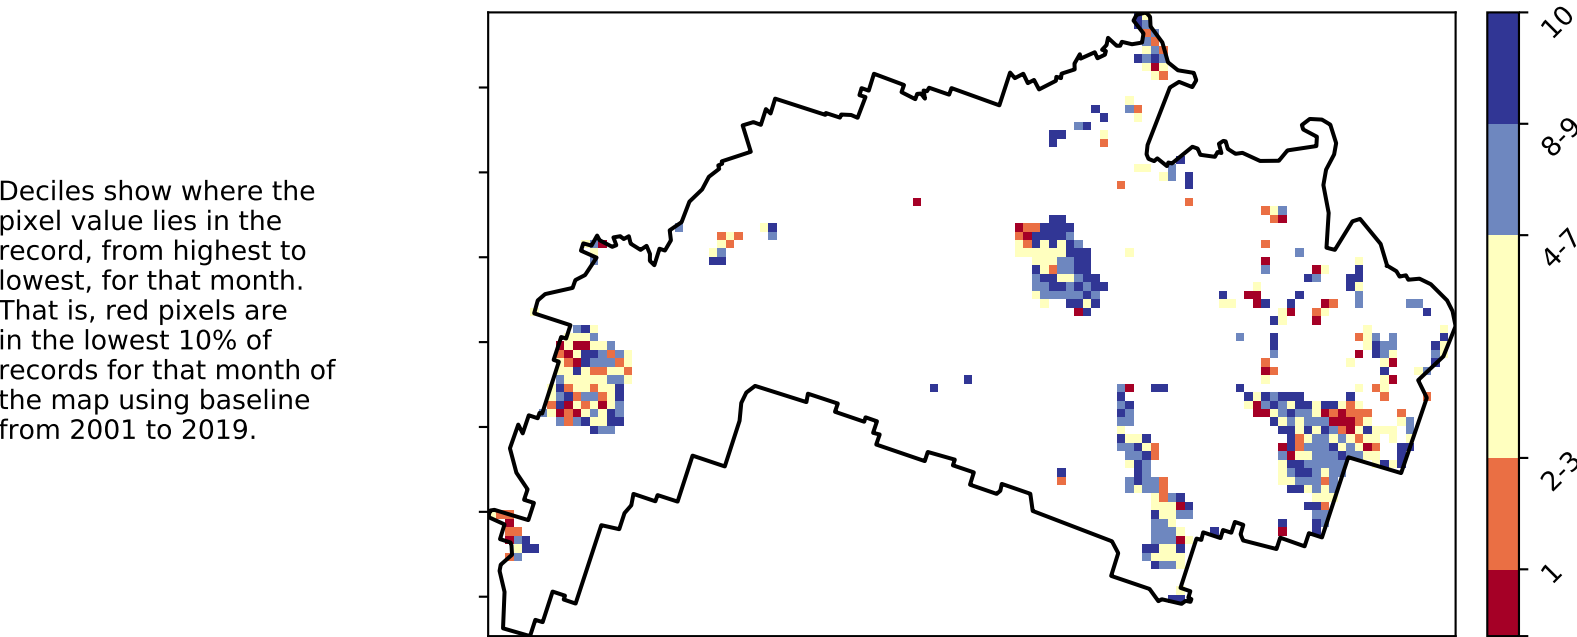 Deciles show where the
pixel value lies in the
record, from highest to
lowest, for that month.
That is, red pixels are
in the lowest 10% of
records for that month of
the map using baseline
from 2001 to 2019.
10
8-9
4-7
2-3
1